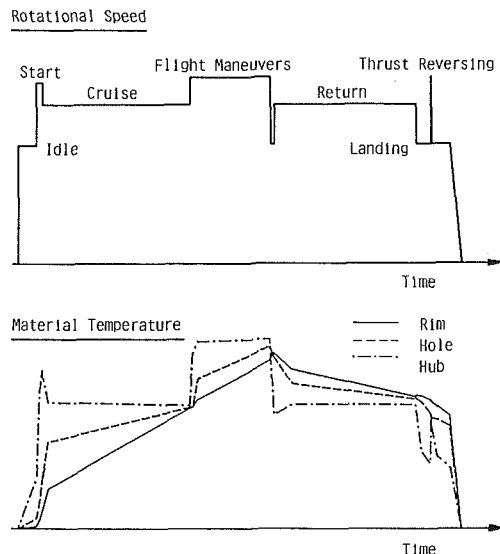 Rotational Speed
Start
Flight Maneuvers
Thrust Reversing
Cruise
Return
Idle
Landing
Time
Material Temperature
Rim
Hole
Hub
Time